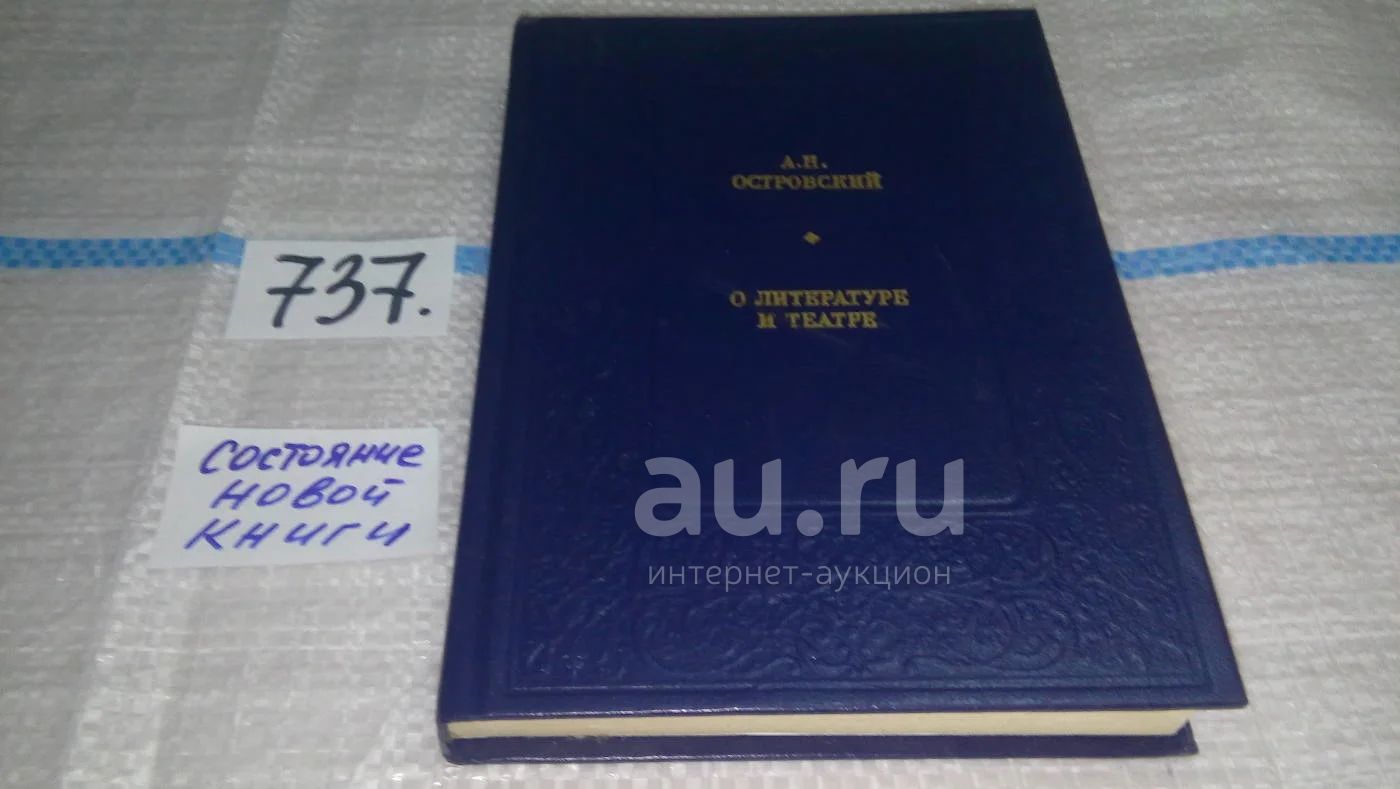 А.Н.
ОСТРОВСКИЙ
О ЛИТЕРАТУРЕ
И ТЕАТРЕ
737.
Состояние
новой
книги
au.ru
интернет-аукцион